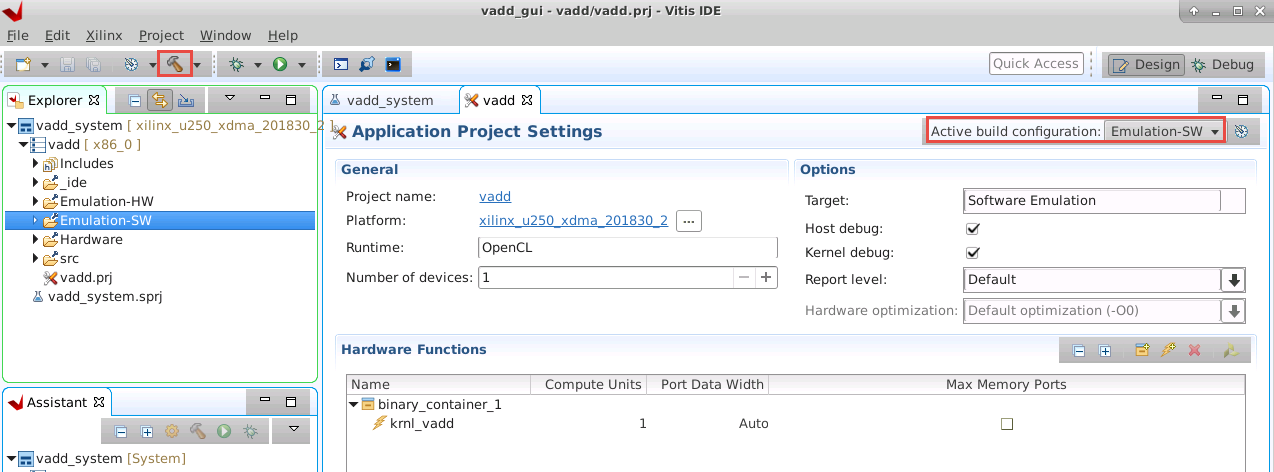 vadd_gui - vadd/vadd.prj - Vitis IDE
File Edit Xilinx Project Window Help
Quick Access
Design
Debug
Explorer
vadd_system [ xilinx_u250_xdma_201830_2 ]
vadd [ x86_0 ]
Includes
_ide
Emulation-HW
Emulation-SW
Hardware
src
vadd.prj
vadd_system.sprj
Assistant
vadd_system [System]
vadd_system
vadd
Application Project Settings
Active build configuration: Emulation-SW
General
Project name: vadd
Platform: xilinx_u250_xdma_201830_2 ...
Runtime: OpenCL
Number of devices: 1
Options
Target: Software Emulation
Host debug:
Kernel debug:
Report level: Default
Hardware optimization: Default optimization (-O0)
Hardware Functions
Name Compute Units Port Data Width Max Memory Ports
binary_container_1
krnl_vadd 1 Auto